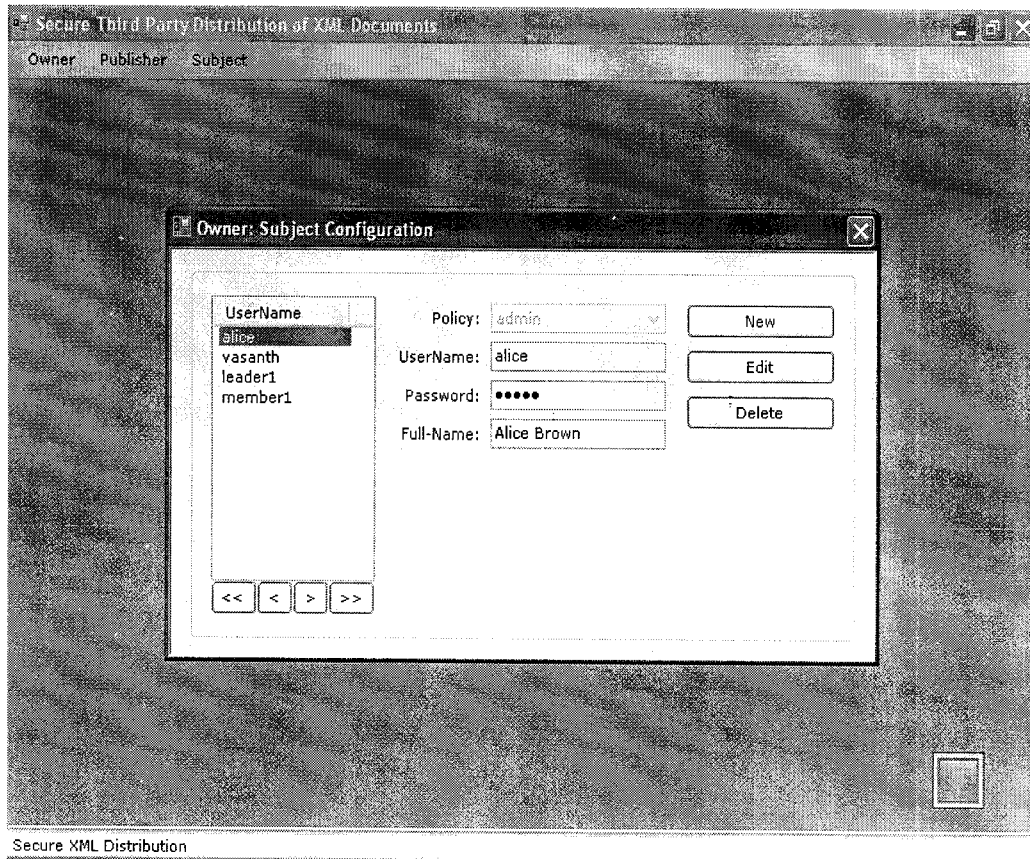 Secure Third Party Distribution of XML Documents
Owner Publisher Subject
Owner: Subject Configuration
UserName
alice
vasanth
leader1
member1
<< < > >>
Policy: admin
UserName: alice
Password: •••••
Full-Name: Alice Brown
New
Edit
Delete
Secure XML Distribution